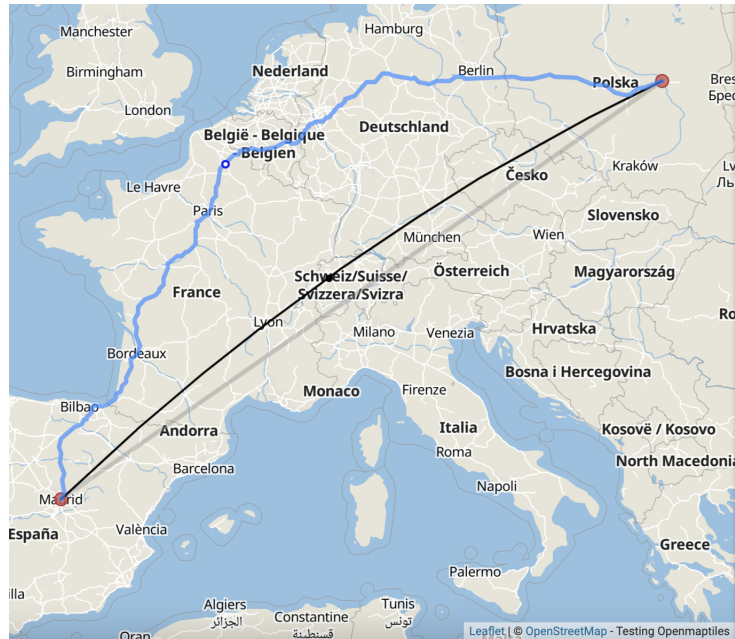 Hamburg
Manchester
Birmingham
Nederland
Berlin
Polska
Bres
Брес
London
België - Belgique
- Belgien
Deutschland
Le Havre
Česko
Kraków
Lv
Ль
Paris
Slovensko
München
Wien
Schweiz/Suisse/
Svizzera/Svizra
Österreich
Magyarország
France
Lyon
Ro
Milano
Venezia
Hrvatska
Bordeaux
Bosna i Hercegovina
Monaco
Firenze
Bilbao
Andorra
Italia
Kosovë / Kosovo
Roma
North Macedonia
Barcelona
Napoli
Madrid
España
València
Greece
Palermo
illa
Algiers
الجزائر
Constantine
قسنطينة
Tunis
تونس
Oran
Leaflet | © OpenStreetMap - Testing Openmaptiles